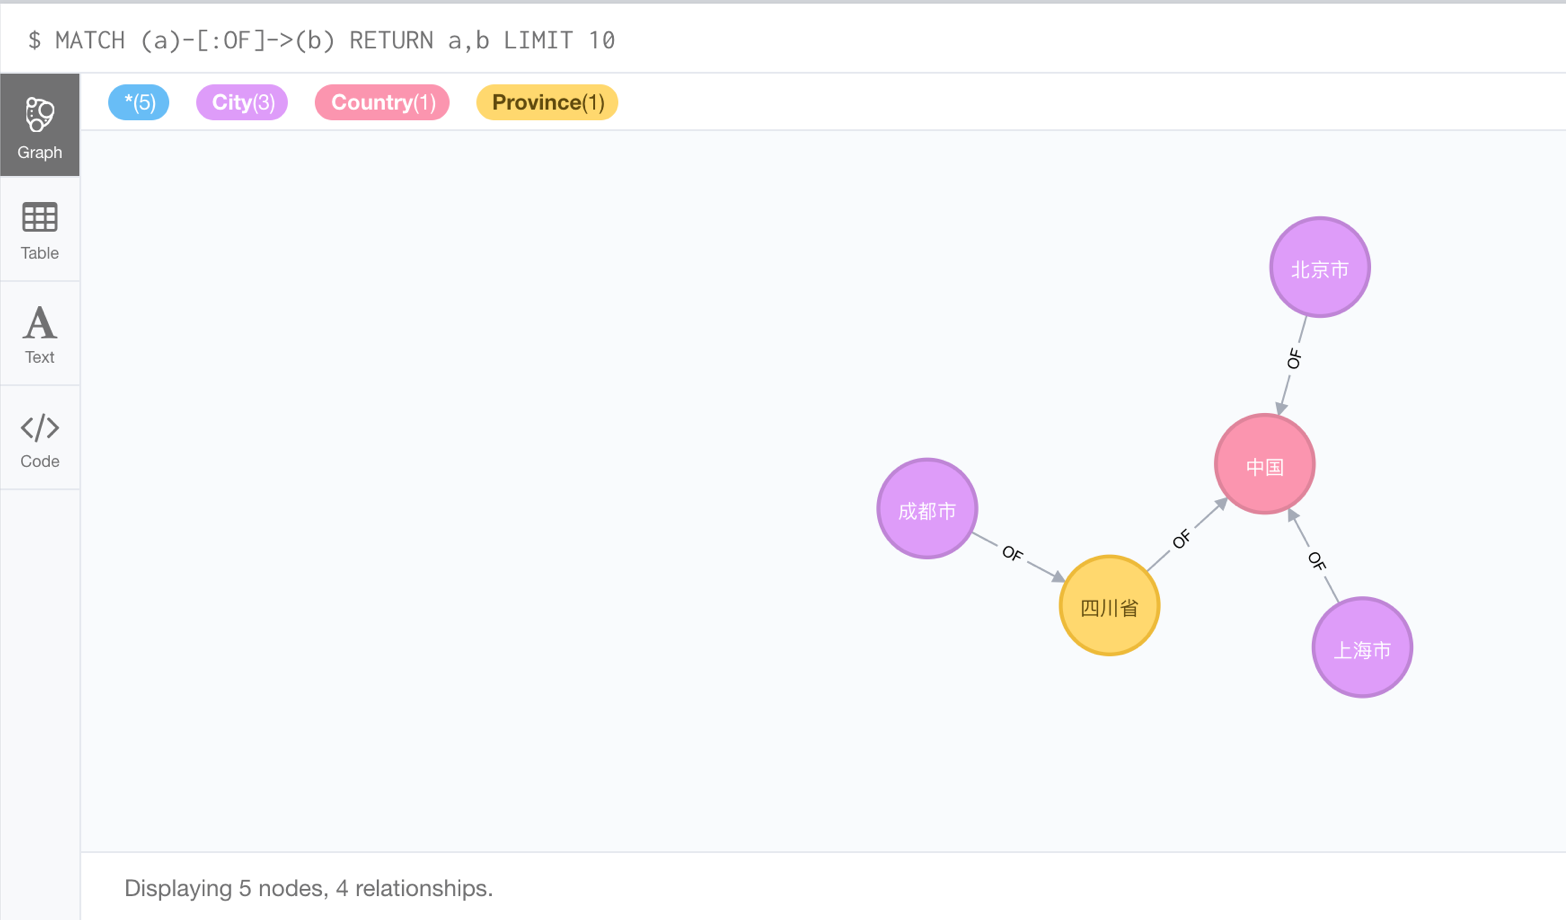 $ MATCH (a)-[:OF]->(b) RETURN a,b LIMIT 10
*(5) City(3) Country(1) Province(1)
Graph
Table
Text
Code
北京市
OF
中国
成都市
OF
OF
OF
四川省
上海市
Displaying 5 nodes, 4 relationships.